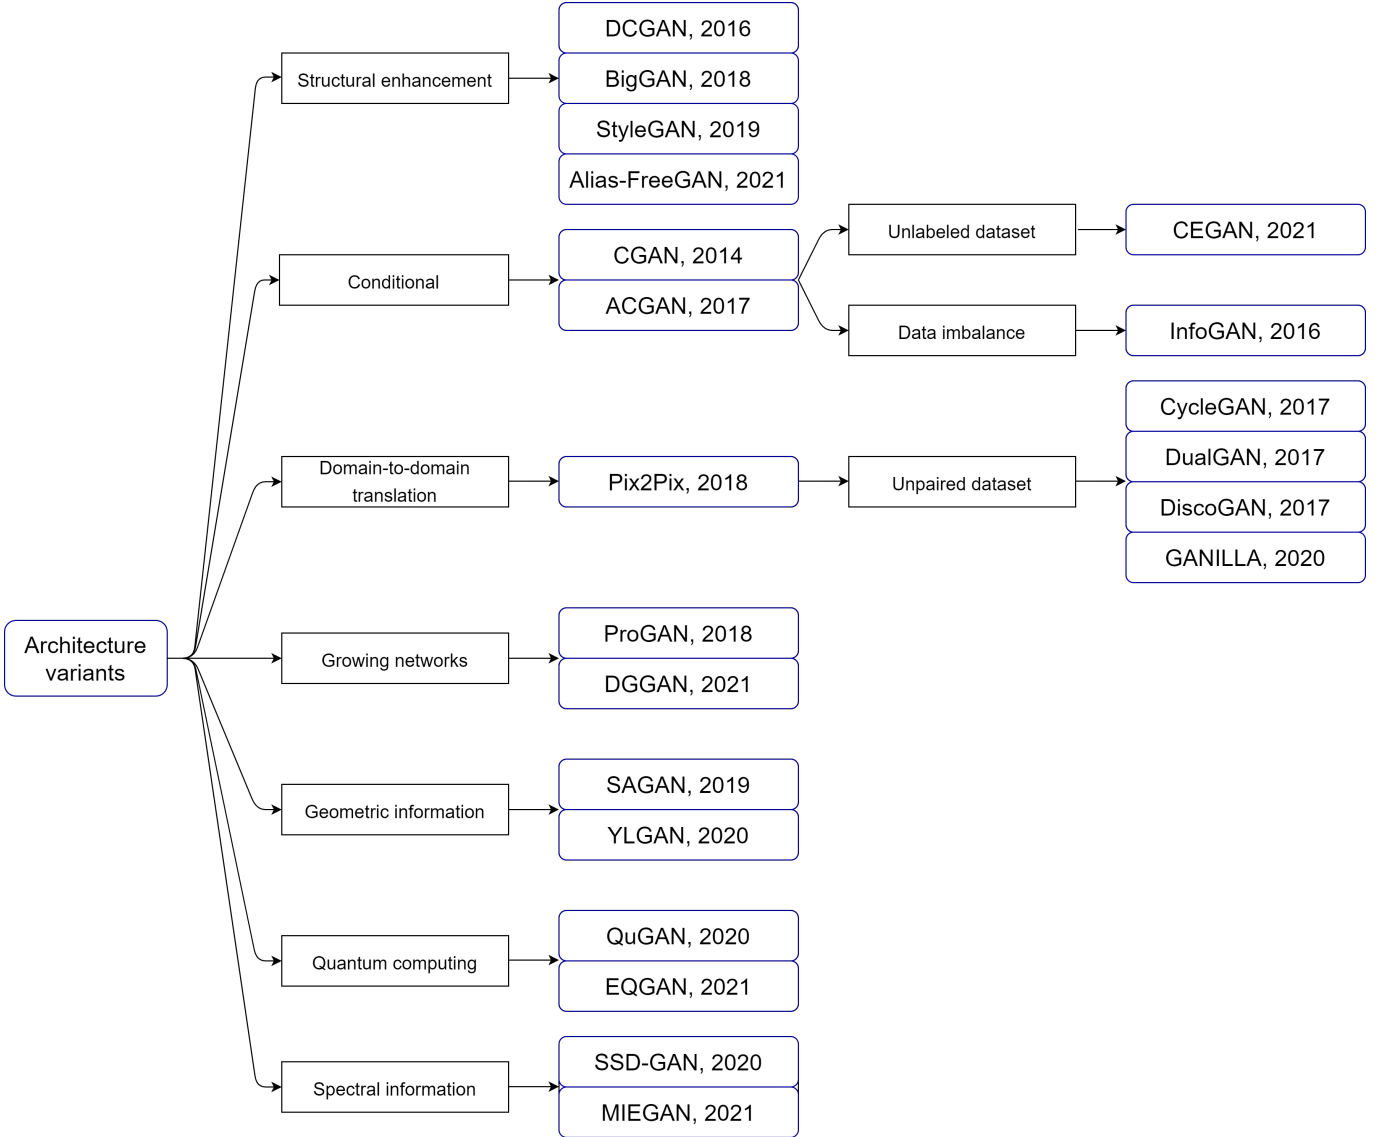 Architecture
variants
Structural enhancement
DCGAN, 2016
BigGAN, 2018
StyleGAN, 2019
Alias-FreeGAN, 2021
Conditional
CGAN, 2014
ACGAN, 2017
Unlabeled dataset
CEGAN, 2021
Data imbalance
InfoGAN, 2016
Domain-to-domain
translation
Pix2Pix, 2018
Unpaired dataset
CycleGAN, 2017
DualGAN, 2017
DiscoGAN, 2017
GANILLA, 2020
Growing networks
ProGAN, 2018
DGGAN, 2021
Geometric information
SAGAN, 2019
YLGAN, 2020
Quantum computing
QuGAN, 2020
EQGAN, 2021
Spectral information
SSD-GAN, 2020
MIEGAN, 2021